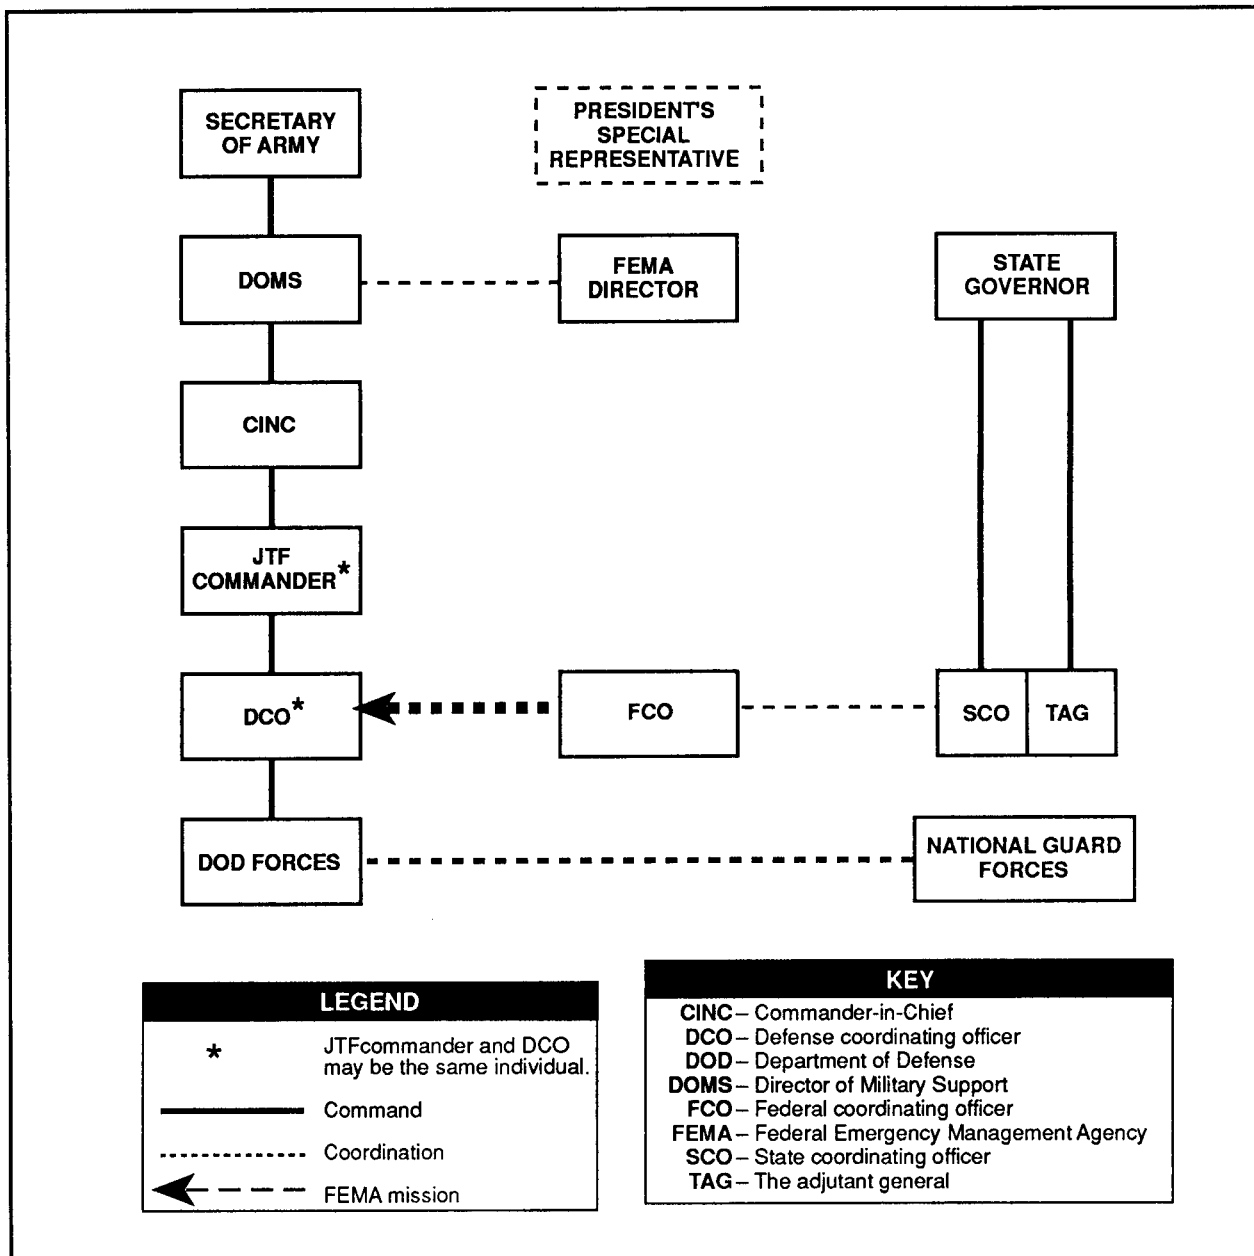 SECRETARY
OF ARMY
PRESIDENT'S
SPECIAL
REPRESENTATIVE
DOMS
FEMA
DIRECTOR
STATE
GOVERNOR
CINC
JTF
COMMANDER*
DCO*
FCO
SCO
TAG
DOD FORCES
NATIONAL GUARD
FORCES
LEGEND
* JTFcommander and DCO
may be the same individual.
Command
Coordination
FEMA mission
KEY
CINC – Commander-in-Chief
DCO – Defense coordinating officer
DOD – Department of Defense
DOMS – Director of Military Support
FCO – Federal coordinating officer
FEMA – Federal Emergency Management Agency
SCO – State coordinating officer
TAG – The adjutant general